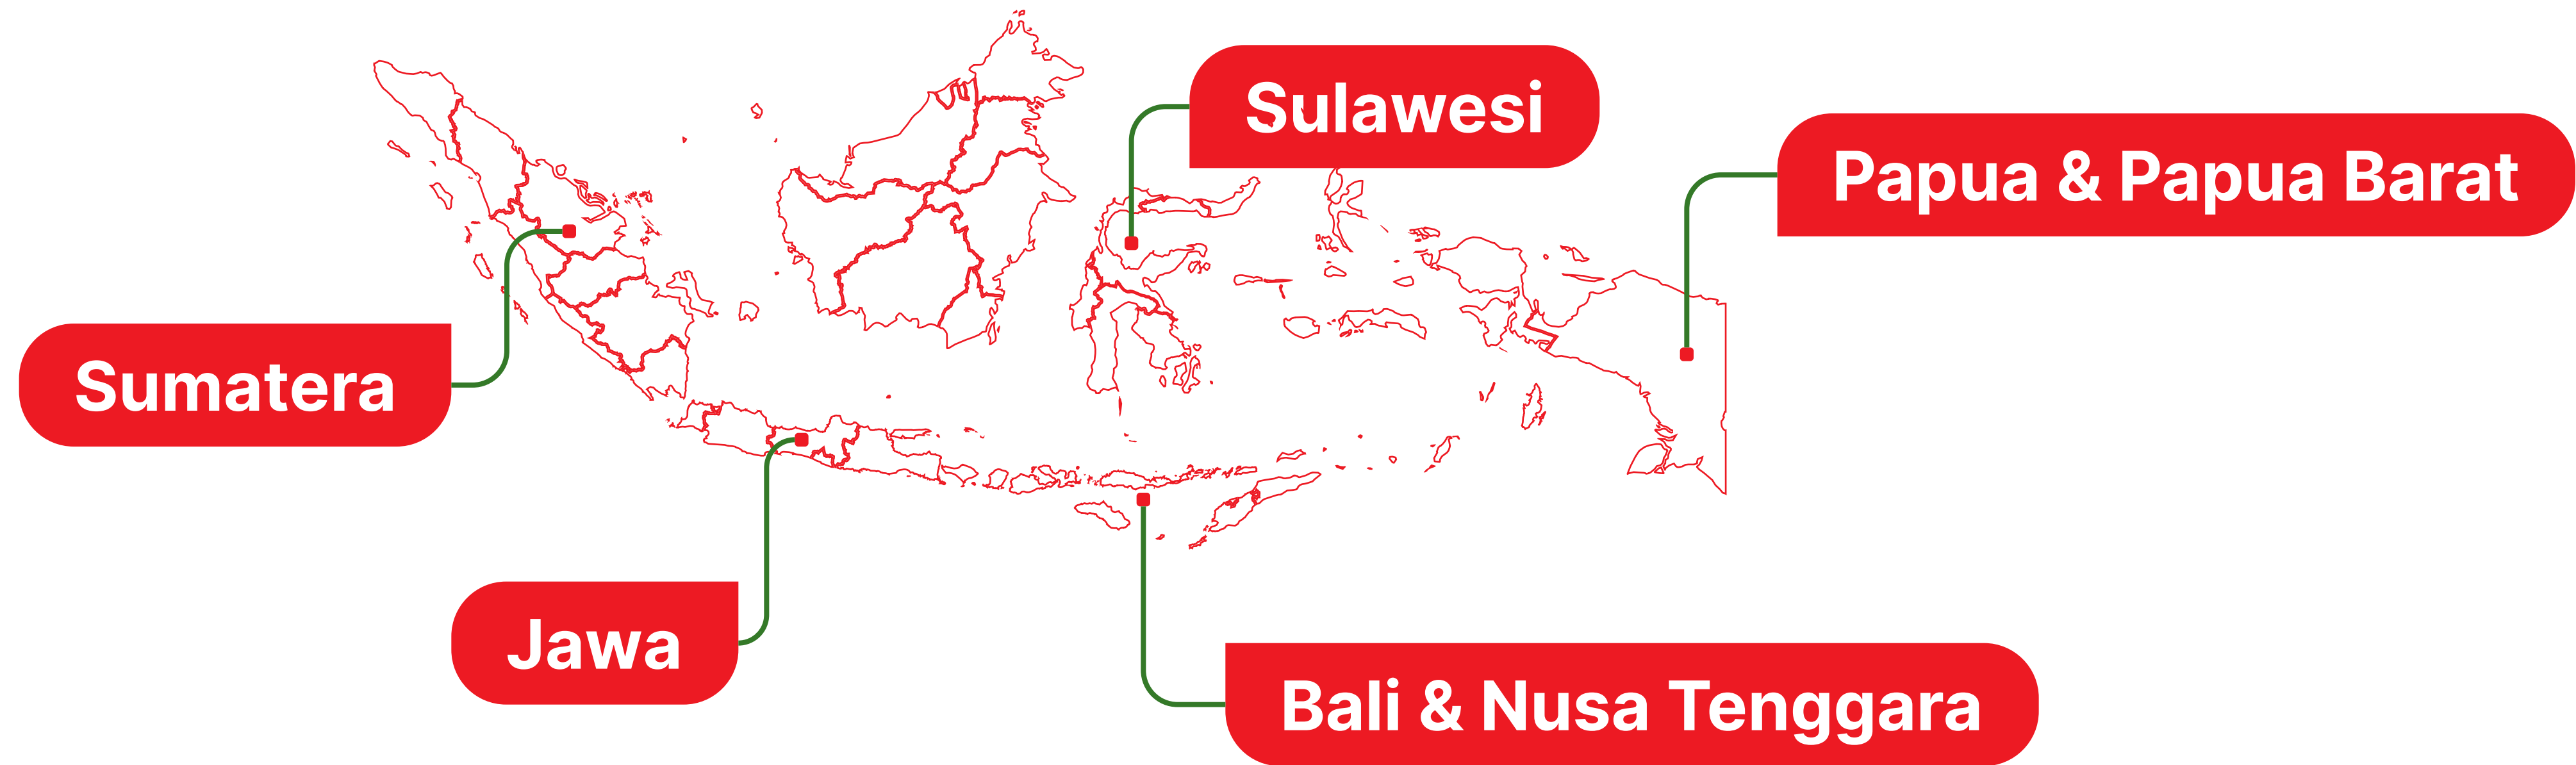 Sulawesi
Papua & Papua Barat
Sumatera
Jawa
Bali & Nusa Tenggara